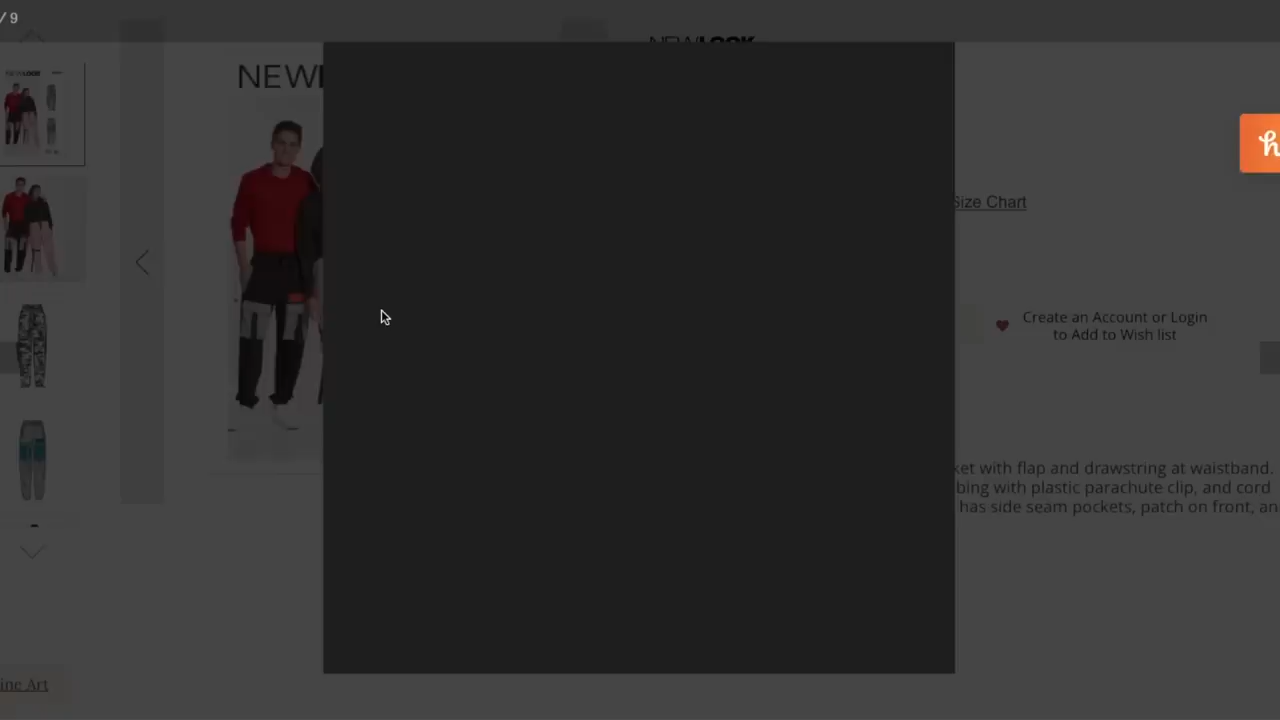 / 9
NEWLOOK
NEW
Size Chart
Create an Account or Login
to Add to Wish list
ket with flap and drawstring at waistband.
bing with plastic parachute clip, and cord
has side seam pockets, patch on front, an
ine Art